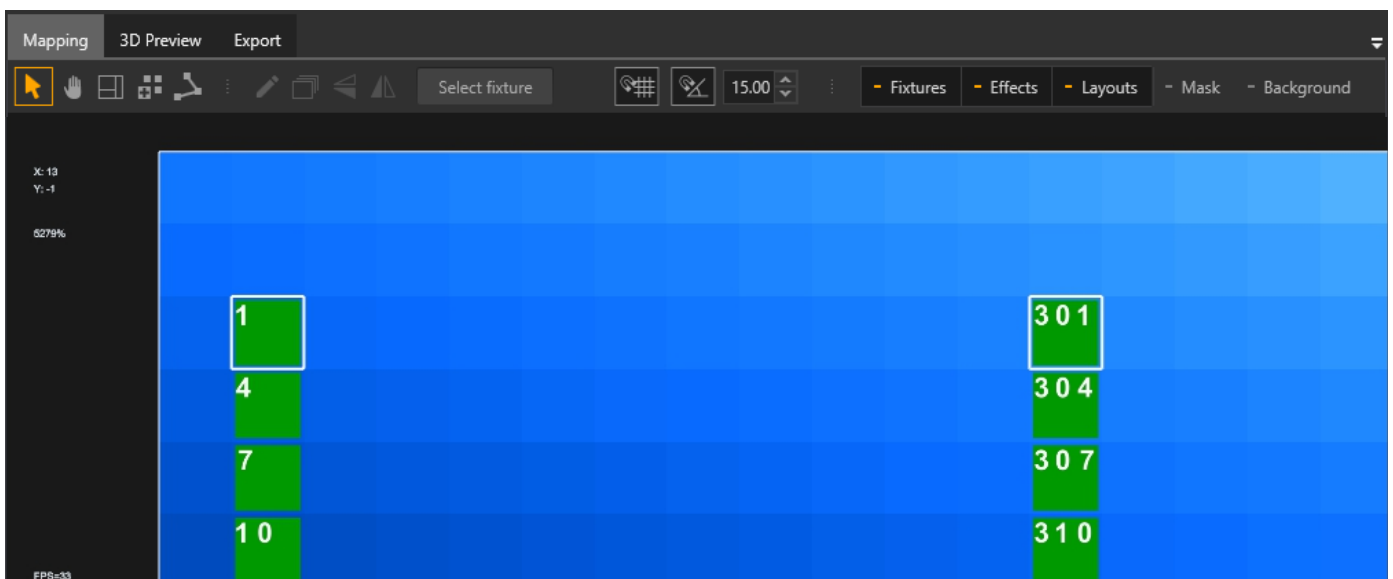 Mapping 3D Preview Export
Select fixture 15.00 - Fixtures - Effects - Layouts - Mask - Background
X: 13
Y: -1
6279%
1 301
4 304
7 307
10 310
FPS=33